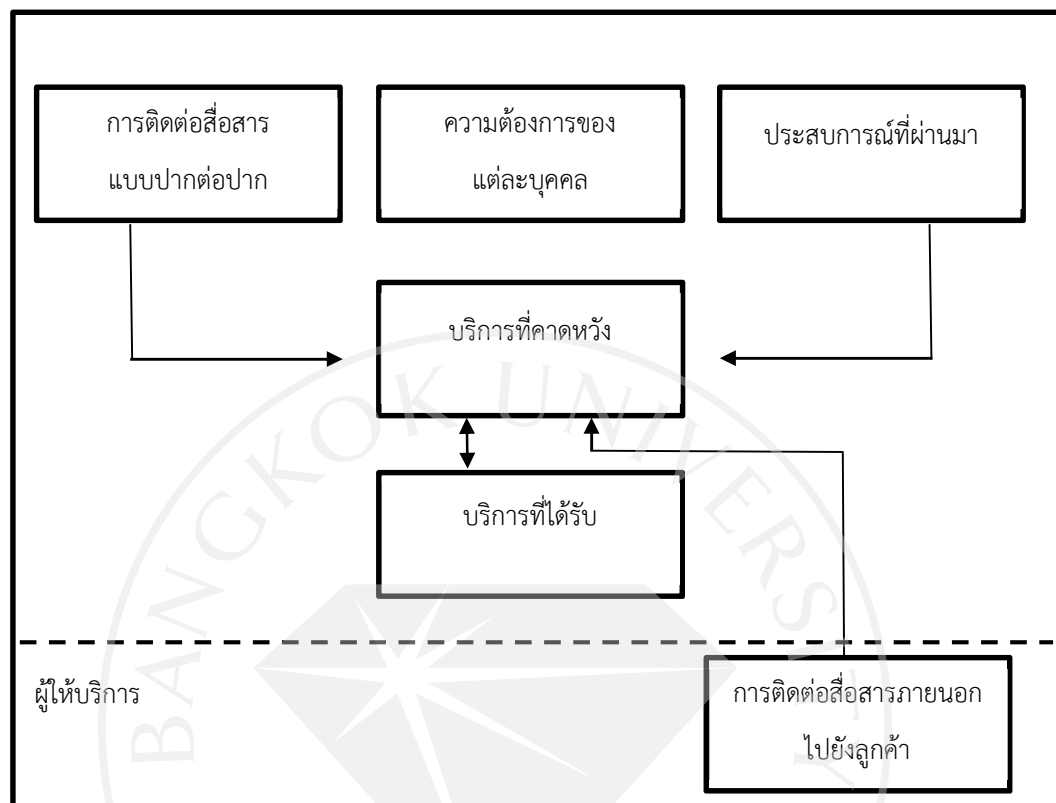 การติดต่อสื่อสาร
แบบปากต่อปาก
ความต้องการของ
แต่ละบุคคล
ประสบการณ์ที่ผ่านมา
บริการที่คาดหวัง
บริการที่ได้รับ
ผู้ให้บริการ
การติดต่อสื่อสารภายนอก
ไปยังลูกค้า
BANGKOK UNIVERSITY